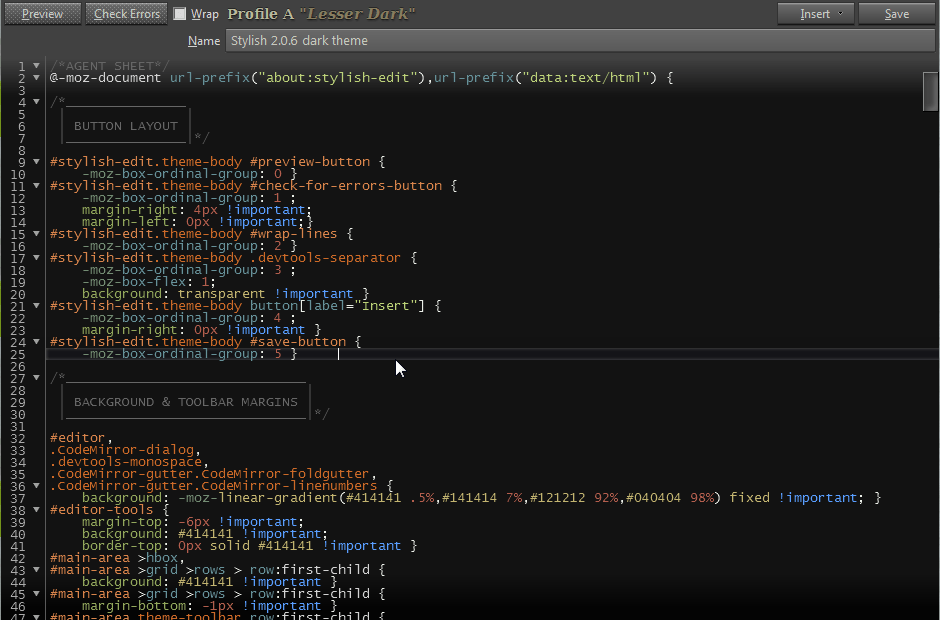 Preview Check Errors Wrap Profile A "Lesser Dark" Insert Save
Name Stylish 2.0.6 dark theme
1 /*AGENT SHEET*/
2 @-moz-document url-prefix("about:stylish-edit"),url-prefix("data:text/html") {
3
4 /*
5
6 BUTTON LAYOUT
7 */
8
9 #stylish-edit.theme-body #preview-button {
10 -moz-box-ordinal-group: 0 }
11 #stylish-edit.theme-body #check-for-errors-button {
12 -moz-box-ordinal-group: 1 ;
13 margin-right: 4px !important;
14 margin-left: 0px !important;}
15 #stylish-edit.theme-body #wrap-lines {
16 -moz-box-ordinal-group: 2 }
17 #stylish-edit.theme-body .devtools-separator {
18 -moz-box-ordinal-group: 3 ;
19 -moz-box-flex: 1;
20 background: transparent !important }
21 #stylish-edit.theme-body button[label="Insert"] {
22 -moz-box-ordinal-group: 4 ;
23 margin-right: 0px !important }
24 #stylish-edit.theme-body #save-button {
25 -moz-box-ordinal-group: 5 }
26
27 /*
28
29 BACKGROUND & TOOLBAR MARGINS
30 */
31
32 #editor,
33 .CodeMirror-dialog,
34 .devtools-monospace,
35 .CodeMirror-gutter.CodeMirror-foldgutter,
36 .CodeMirror-gutter.CodeMirror-linenumbers {
37 background: -moz-linear-gradient(#414141 .5%,#141414 7%,#121212 92%,#040404 98%) fixed !important; }
38 #editor-tools {
39 margin-top: -6px !important;
40 background: #414141 !important;
41 border-top: 0px solid #414141 !important }
42 #main-area >hbox,
43 #main-area >grid >rows > row:first-child {
44 background: #414141 !important }
45 #main-area >grid >rows > row:first-child {
46 margin-bottom: -1px !important }
47 #main-area.theme-toolbar row:first-child {